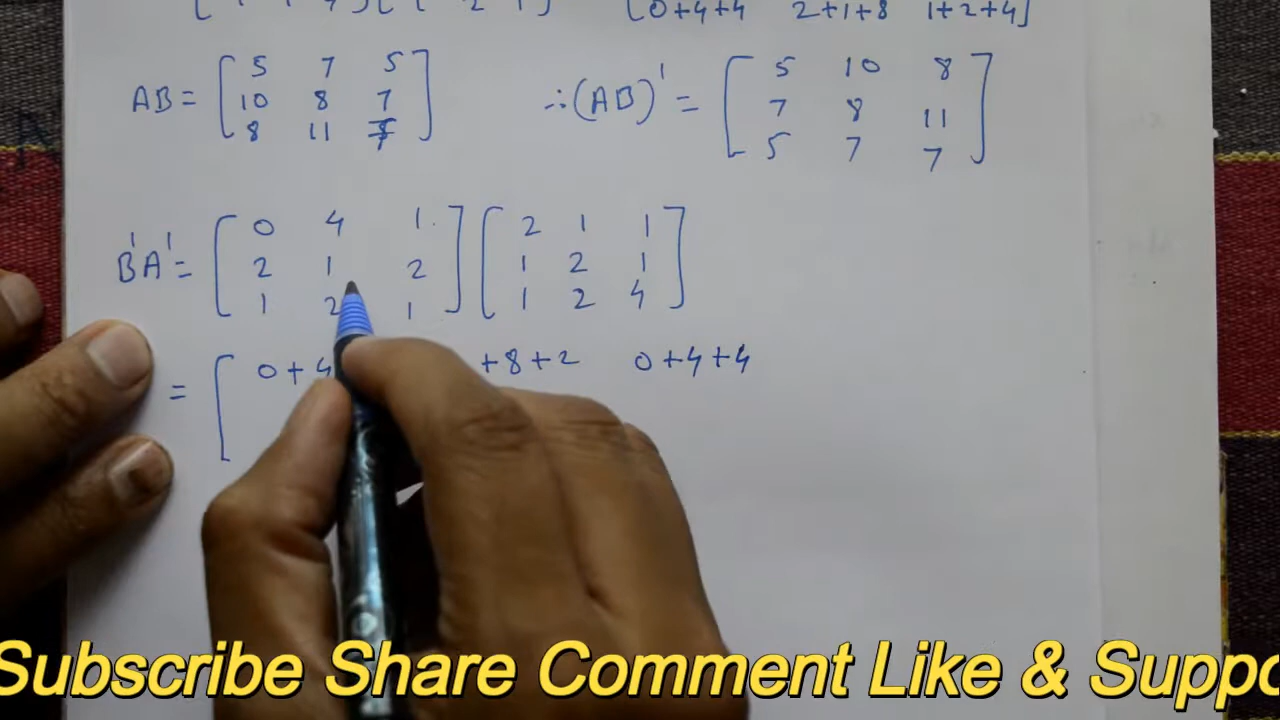 0+4+4 2+1+8 1+2+4]
AB = [5 7 5
10 8 7
8 11 7]
∴(AB)' = [5 10 8
7 8 11
5 7 7]
B'A' = [0 4 1
2 1 2
1 2 1] [2 1 1
1 2 1
1 2 4]
= [0+4 +8+2 0+4+4
Subscribe Share Comment Like &